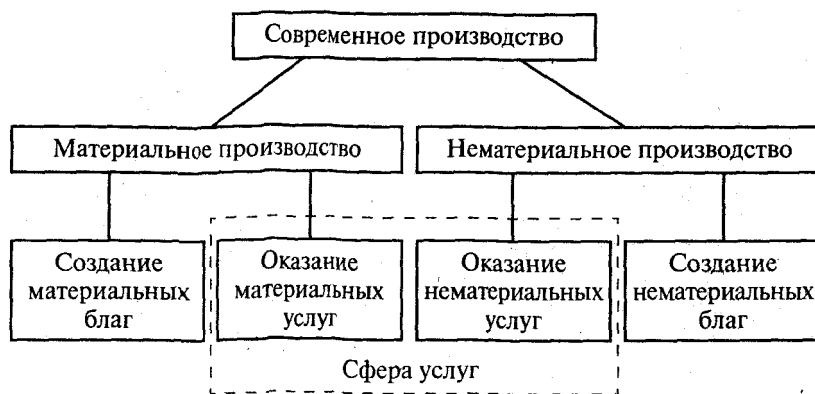 Современное производство
Материальное производство
Нематериальное производство
Создание
материальных
благ
Оказание
материальных
услуг
Оказание
нематериальных
услуг
Создание
нематериальных
благ
Сфера услуг